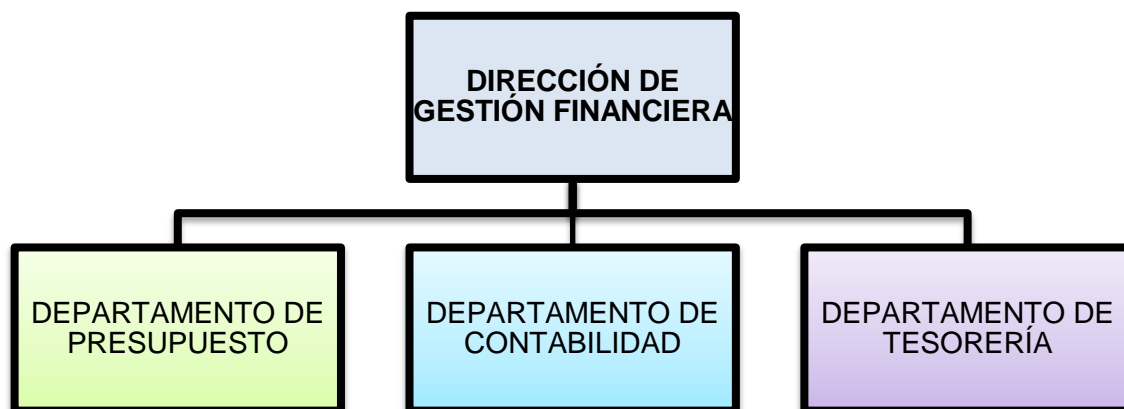 DIRECCIÓN DE
GESTIÓN FINANCIERA
DEPARTAMENTO DE
PRESUPUESTO
DEPARTAMENTO DE
CONTABILIDAD
DEPARTAMENTO DE
TESORERÍA